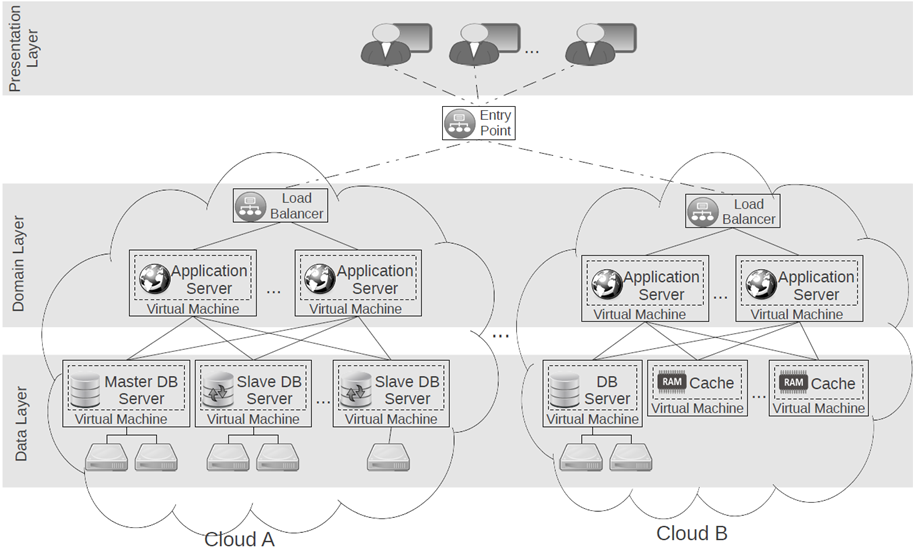 Presentation
Layer
...
Entry
Point
Domain Layer
Load
Balancer
Load
Balancer
Application
Server
Virtual Machine
...
Application
Server
Virtual Machine
Application
Server
Virtual Machine
...
Application
Server
Virtual Machine
...
Data Layer
Master DB
Server
Virtual Machine
Slave DB
Server
Virtual Machine
...
Slave DB
Server
Virtual Machine
DB
Server
Virtual Machine
RAM
Cache
Virtual Machine
...
RAM
Cache
Virtual Machine
Cloud A
Cloud B